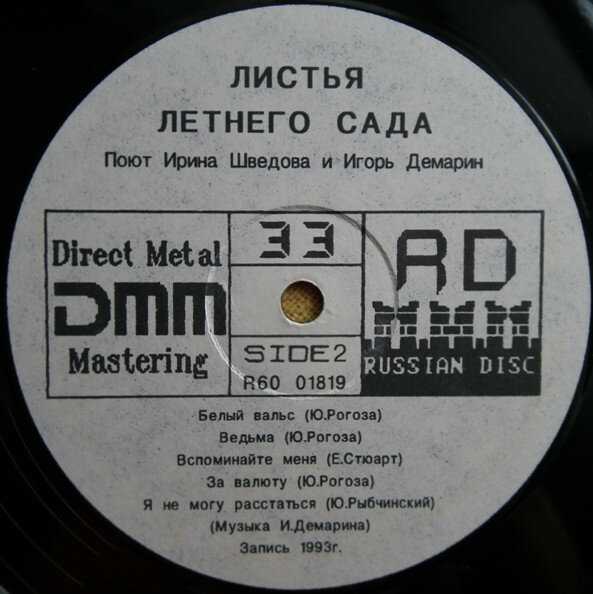 ЛИСТЬЯ
ЛЕТНЕГО САДА
Поют Ирина Шведова и Игорь Демарин
Direct Metal
DMM
Mastering
33
SIDE2
R60 01819
RD
RUSSIAN DISC
Белый вальс (Ю.Рогоза)
Ведьма (Ю.Рогоза)
Вспоминайте меня (Е.Стюарт)
За валюту (Ю.Рогоза)
Я не могу расстаться (Ю.Рыбчинский)
(Музыка И.Демарина)
Запись 1993г.